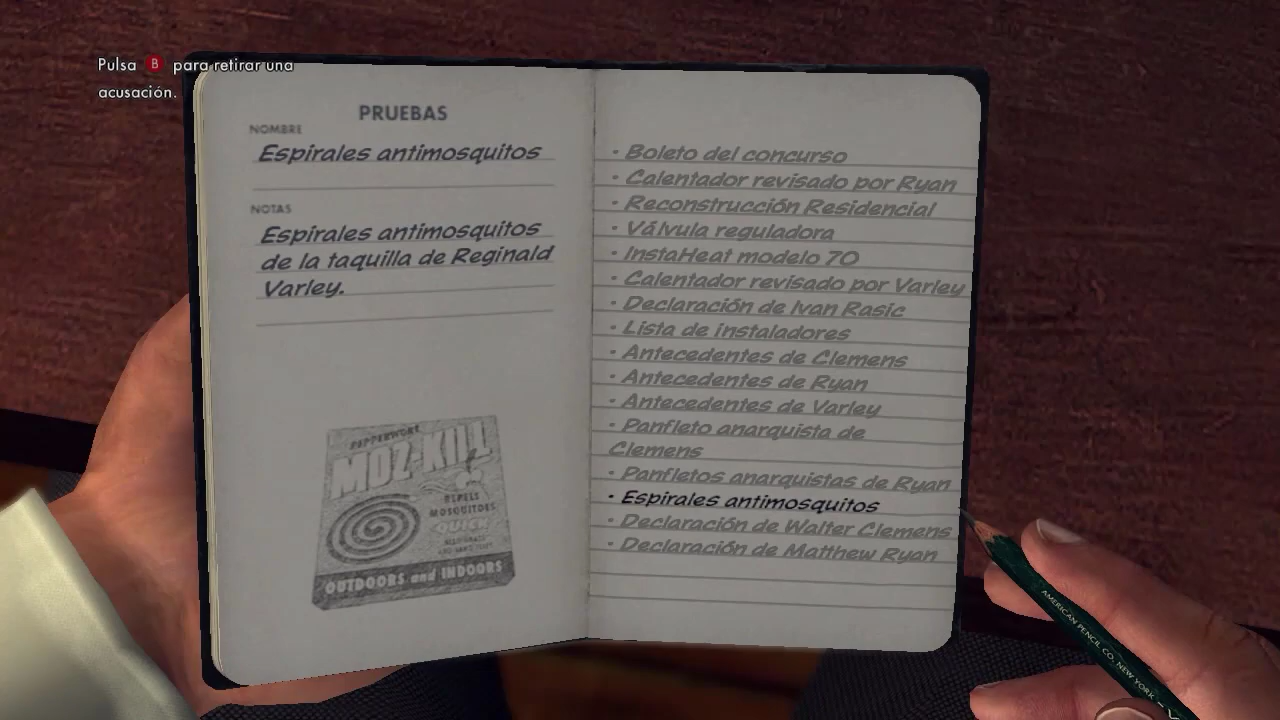 Pulsa B para retirar una
acusación.
PRUEBAS
NOMBRE
Espirales antimosquitos
NOTAS
Espirales antimosquitos
de la taquilla de Reginald
Varley.
PEPPERWORT
MOZ-KILL
REPELS
MOSQUITOES
QUICK
OUTDOORS and INDOORS
· Boleto del concurso
· Calentador revisado por Ryan
· Reconstrucción Residencial
· Válvula reguladora
· InstaHeat modelo 70
· Calentador revisado por Varley
· Declaración de Ivan Rasic
· Lista de instaladores
· Antecedentes de Clemens
· Antecedentes de Ryan
· Antecedentes de Varley
· Panfleto anarquista de
Clemens
· Panfletos anarquistas de Ryan
· Espirales antimosquitos
· Declaración de Walter Clemens
· Declaración de Matthew Ryan
AMERICAN PENCIL CO. NEW YORK